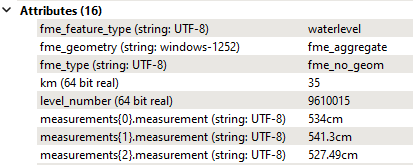 Attributes (16)
fme_feature_type (string: UTF-8) waterlevel
fme_geometry (string: windows-1252) fme_aggregate
fme_type (string: UTF-8) fme_no_geom
km (64 bit real) 35
level_number (64 bit real) 9610015
measurements{0}.measurement (string: UTF-8) 534cm
measurements{1}.measurement (string: UTF-8) 541.3cm
measurements{2}.measurement (string: UTF-8) 527.49cm